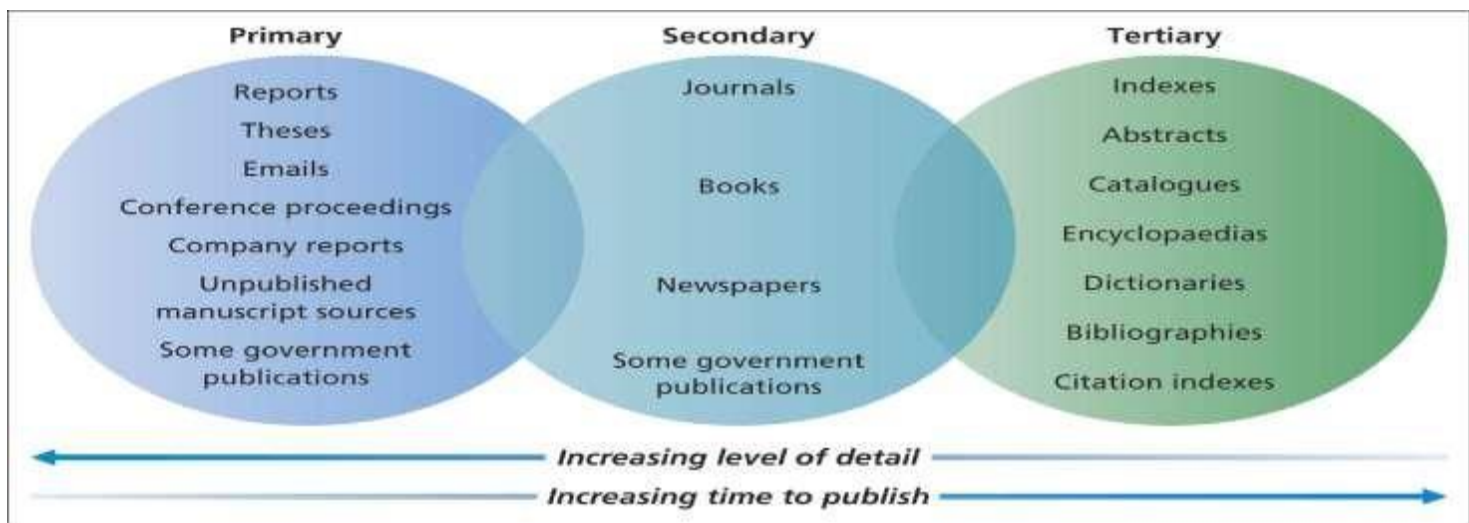 Primary
Reports
Theses
Emails
Conference proceedings
Company reports
Unpublished
manuscript sources
Some government
publications
Secondary
Journals
Books
Newspapers
Some government
publications
Tertiary
Indexes
Abstracts
Catalogues
Encyclopaedias
Dictionaries
Bibliographies
Citation indexes
Increasing level of detail
Increasing time to publish